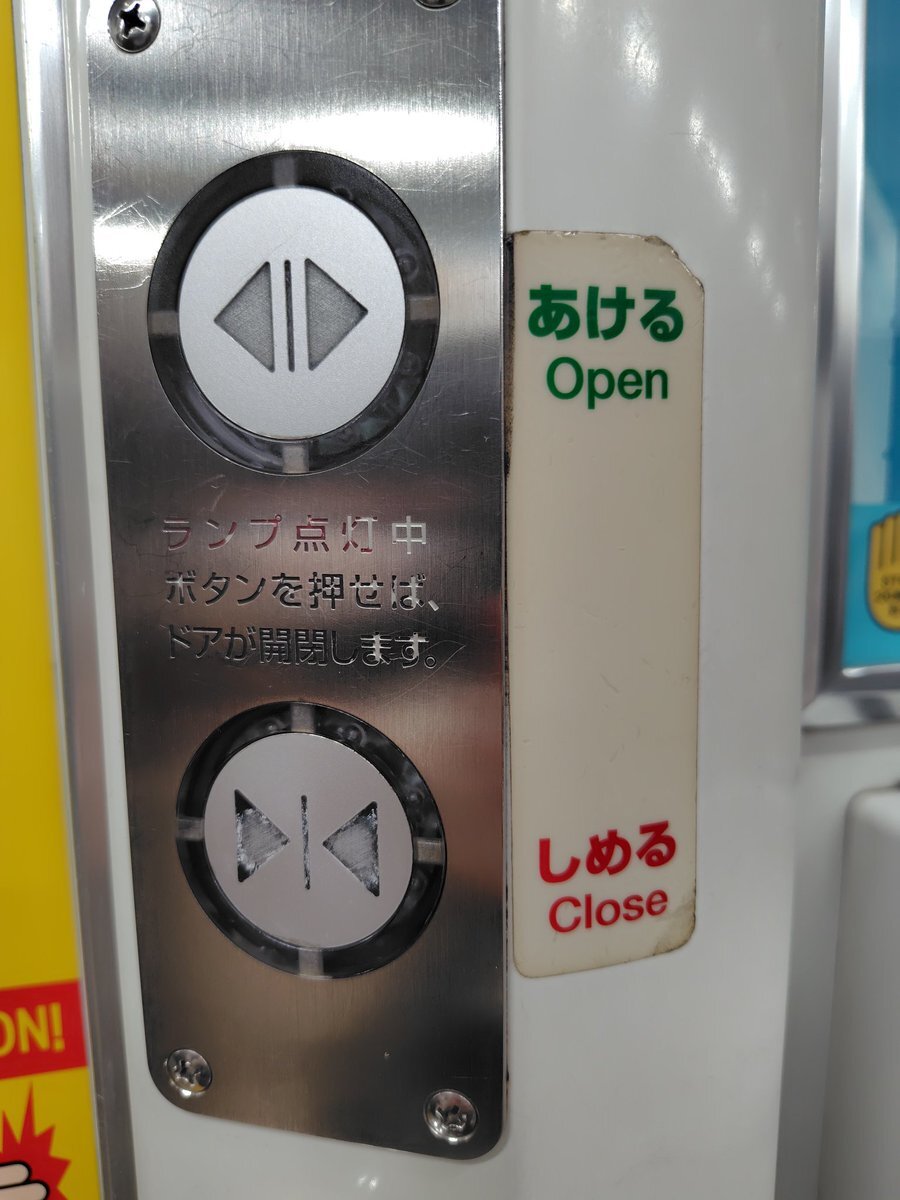 あける
Open
ランプ点灯中
ボタンを押せば、
ドアが開閉します。
しめる
Close
ON!